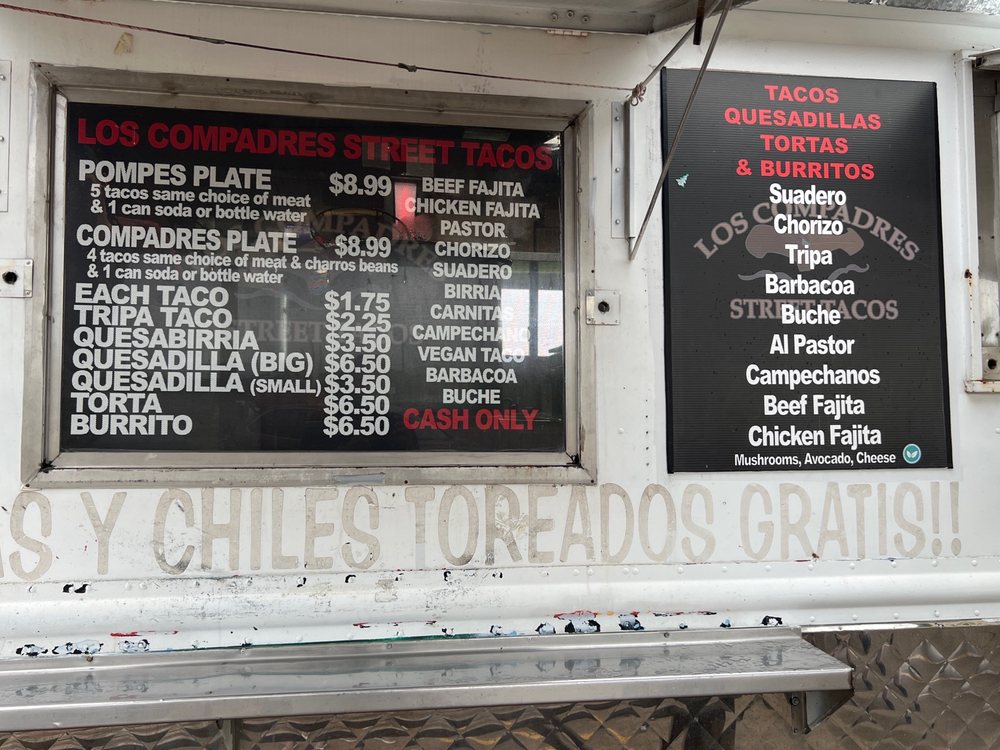 LOS COMPADRES STREET TACOS
POMPES PLATE $8.99
5 tacos same choice of meat
& 1 can soda or bottle water
COMPADRES PLATE $8.99
4 tacos same choice of meat & charros beans
& 1 can soda or bottle water
EACH TACO $1.75
TRIPA TACO $2.25
QUESABIRRIA $3.50
QUESADILLA (BIG) $6.50
QUESADILLA (SMALL) $3.50
TORTA $6.50
BURRITO $6.50
BEEF FAJITA
CHICKEN FAJITA
PASTOR
CHORIZO
SUADERO
BIRRIA
CARNITAS
CAMPECHANO
VEGAN TACO
BARBACOA
BUCHE
CASH ONLY
TACOS
QUESADILLAS
TORTAS
& BURRITOS
Suadero
Chorizo
Tripa
Barbacoa
Buche
Al Pastor
Campechanos
Beef Fajita
Chicken Fajita
Mushrooms, Avocado, Cheese
LOS COMPADRES
STREET TACOS
AS Y CHILES TOREADOS GRATIS!!